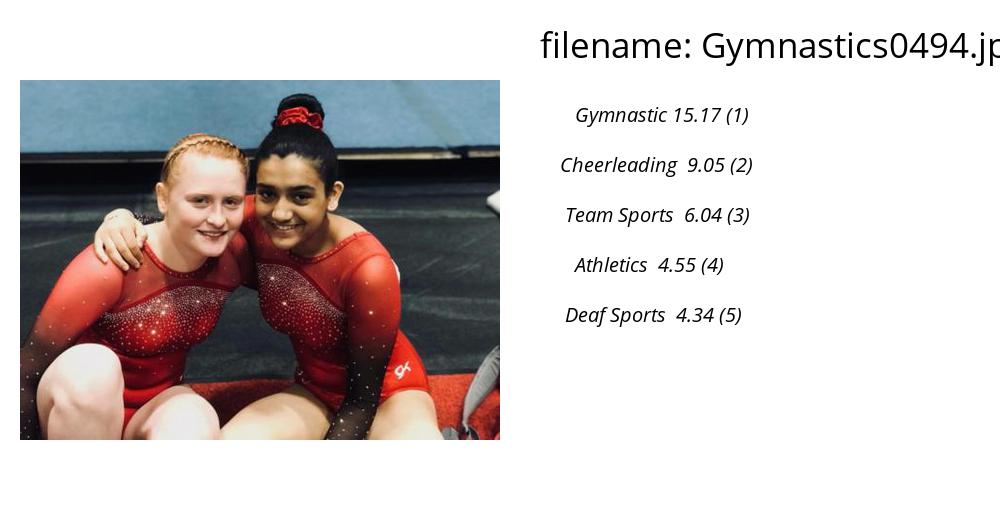 filename: Gymnastics0494.jp
Gymnastic 15.17 (1)
Cheerleading 9.05 (2)
Team Sports 6.04 (3)
Athletics 4.55 (4)
Deaf Sports 4.34 (5)
GK